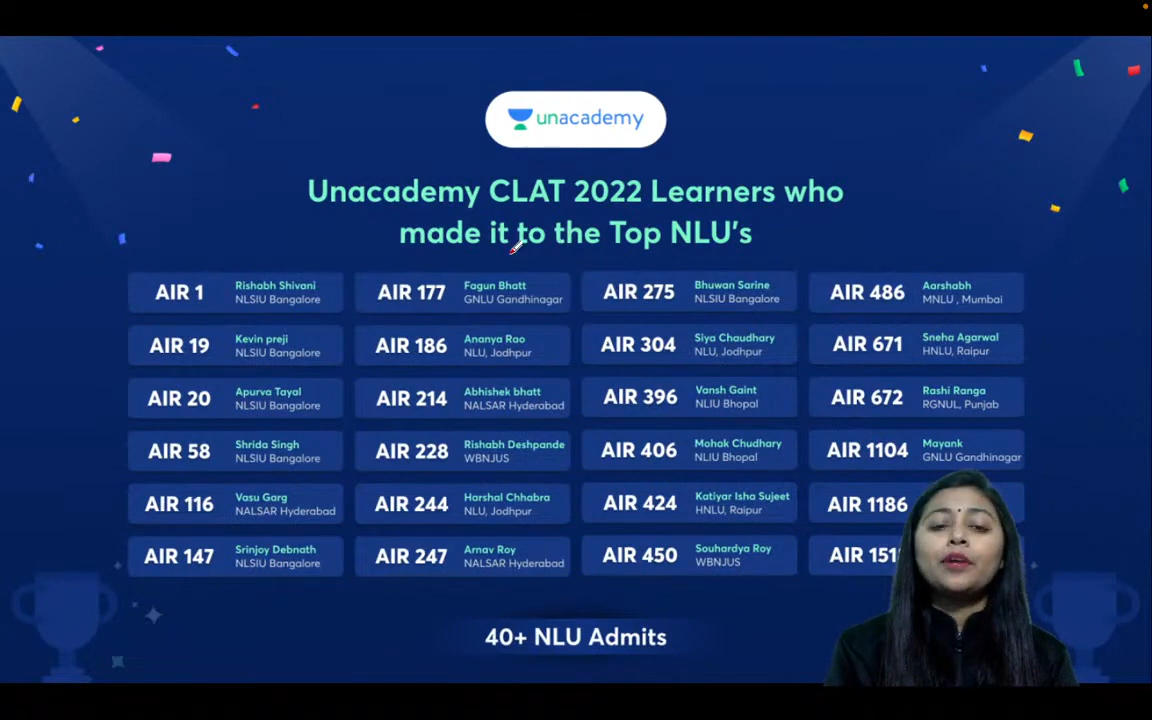 unacademy
Unacademy CLAT 2022 Learners who
made it to the Top NLU's
AIR 1
Rishabh Shivani
NLSIU Bangalore
AIR 19
Kevin preji
NLSIU Bangalore
AIR 20
Apurva Tayal
NLSIU Bangalore
AIR 58
Shrida Singh
NLSIU Bangalore
AIR 116
Vasu Garg
NALSAR Hyderabad
AIR 147
Srinjoy Debnath
NLSIU Bangalore
AIR 177
Fagun Bhatt
GNLU Gandhinagar
AIR 186
Ananya Rao
NLU, Jodhpur
AIR 214
Abhishek bhatt
NALSAR Hyderabad
AIR 228
Rishabh Deshpande
WBNJUS
AIR 244
Harshal Chhabra
NLU, Jodhpur
AIR 247
Arnav Roy
NALSAR Hyderabad
AIR 275
Bhuwan Sarine
NLSIU Bangalore
AIR 304
Siya Chaudhary
NLU, Jodhpur
AIR 396
Vansh Gaint
NLIU Bhopal
AIR 406
Mohak Chudhary
NLIU Bhopal
AIR 424
Katiyar Isha Sujeet
HNLU, Raipur
AIR 450
Souhardya Roy
WBNJUS
AIR 486
Aarshabh
MNLU , Mumbai
AIR 671
Sneha Agarwal
HNLU, Raipur
AIR 672
Rashi Ranga
RGNUL, Punjab
AIR 1104
Mayank
GNLU Gandhinagar
AIR 1186
AIR
40+ NLU Admits